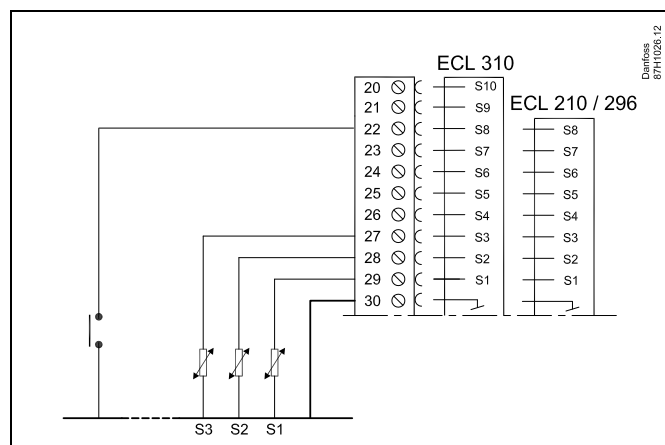 Danfoss
87H1026.12
ECL 310
ECL 210 / 296
20 S10
21 S9
22 S8 S8
23 S7 S7
24 S6 S6
25 S5 S5
26 S4 S4
27 S3 S3
28 S2 S2
29 S1 S1
30
S3 S2 S1